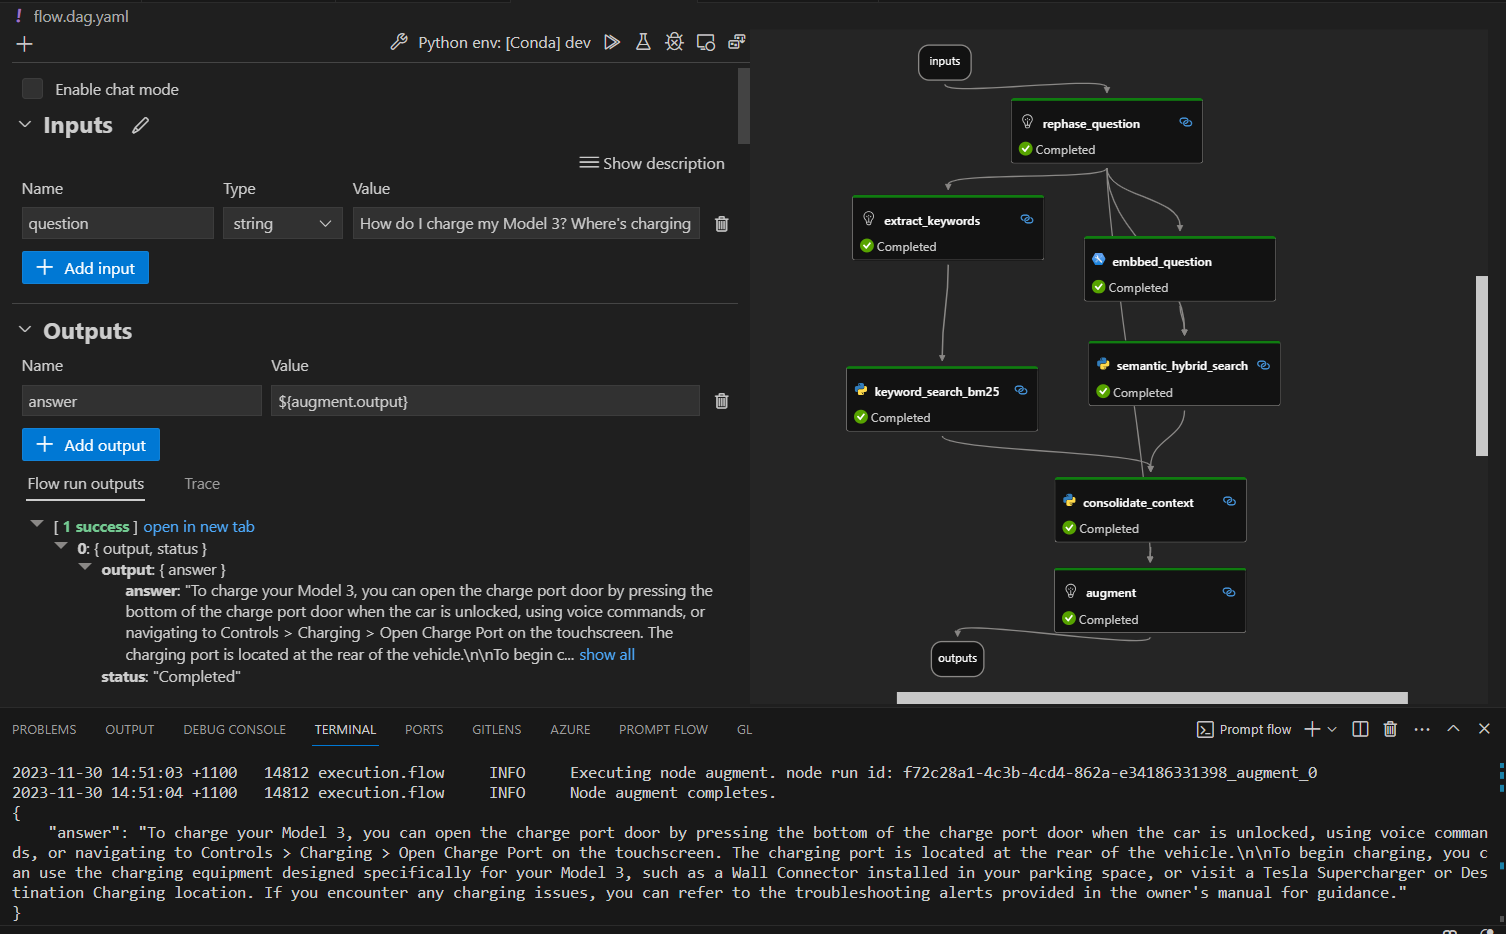 ! flow.dag.yaml
Python env: [Conda] dev
Enable chat mode
Inputs
Show description
Name Type Value
question string How do I charge my Model 3? Where's charging
Add input
Outputs
Name Value
answer ${augment.output}
Add output
Flow run outputs Trace
[ 1 success ] open in new tab
0: { output, status }
output: { answer }
answer: "To charge your Model 3, you can open the charge port door by pressing the
bottom of the charge port door when the car is unlocked, using voice commands, or
navigating to Controls > Charging > Open Charge Port on the touchscreen. The
charging port is located at the rear of the vehicle.\n\nTo begin c... show all
status: "Completed"
inputs
rephase_question
Completed
extract_keywords
Completed
embbed_question
Completed
semantic_hybrid_search
Completed
keyword_search_bm25
Completed
consolidate_context
Completed
augment
Completed
outputs
PROBLEMS OUTPUT DEBUG CONSOLE TERMINAL PORTS GITLENS AZURE PROMPT FLOW GL Prompt flow
2023-11-30 14:51:03 +1100 14812 execution.flow INFO Executing node augment. node run id: f72c28a1-4c3b-4cd4-862a-e34186331398_augment_0
2023-11-30 14:51:04 +1100 14812 execution.flow INFO Node augment completes.
{
"answer": "To charge your Model 3, you can open the charge port door by pressing the bottom of the charge port door when the car is unlocked, using voice comman
ds, or navigating to Controls > Charging > Open Charge Port on the touchscreen. The charging port is located at the rear of the vehicle.\n\nTo begin charging, you c
an use the charging equipment designed specifically for your Model 3, such as a Wall Connector installed in your parking space, or visit a Tesla Supercharger or Des
tination Charging location. If you encounter any charging issues, you can refer to the troubleshooting alerts provided in the owner's manual for guidance."
}